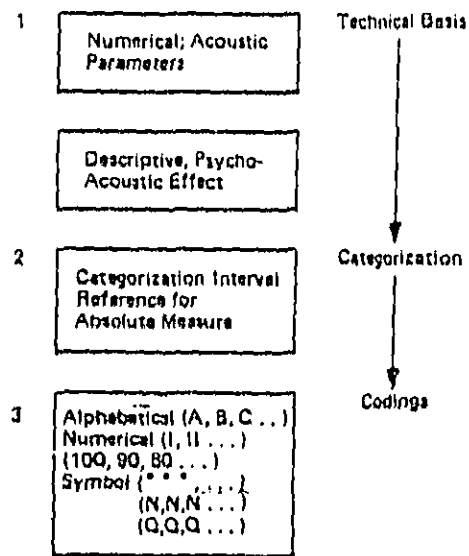 1 Technical Basis
Numerical; Acoustic
Parameters
Descriptive, Psycho-
Acoustic Effect
2 Categorization
Categorization Interval
Reference for
Absolute Measure
Codings
3
Alphabetical (A, B, C . .)
Numerical (I, II . . .)
(100, 90, 80 . . .)
Symbol (* * * . . . .)
(N,N,N . . .)
(Q,Q,Q . . .)